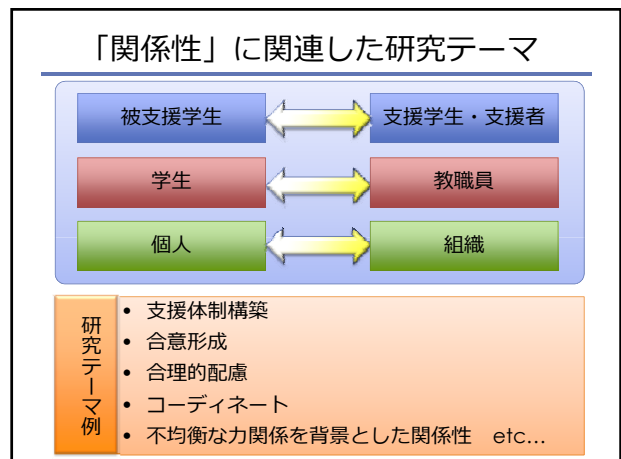 「関係性」に関連した研究テーマ
被支援学生
支援学生・支援者
学生
教職員
個人
組織
研究テーマ例
• 支援体制構築
• 合意形成
• 合理的配慮
• コーディネート
• 不均衡な力関係を背景とした関係性　etc…